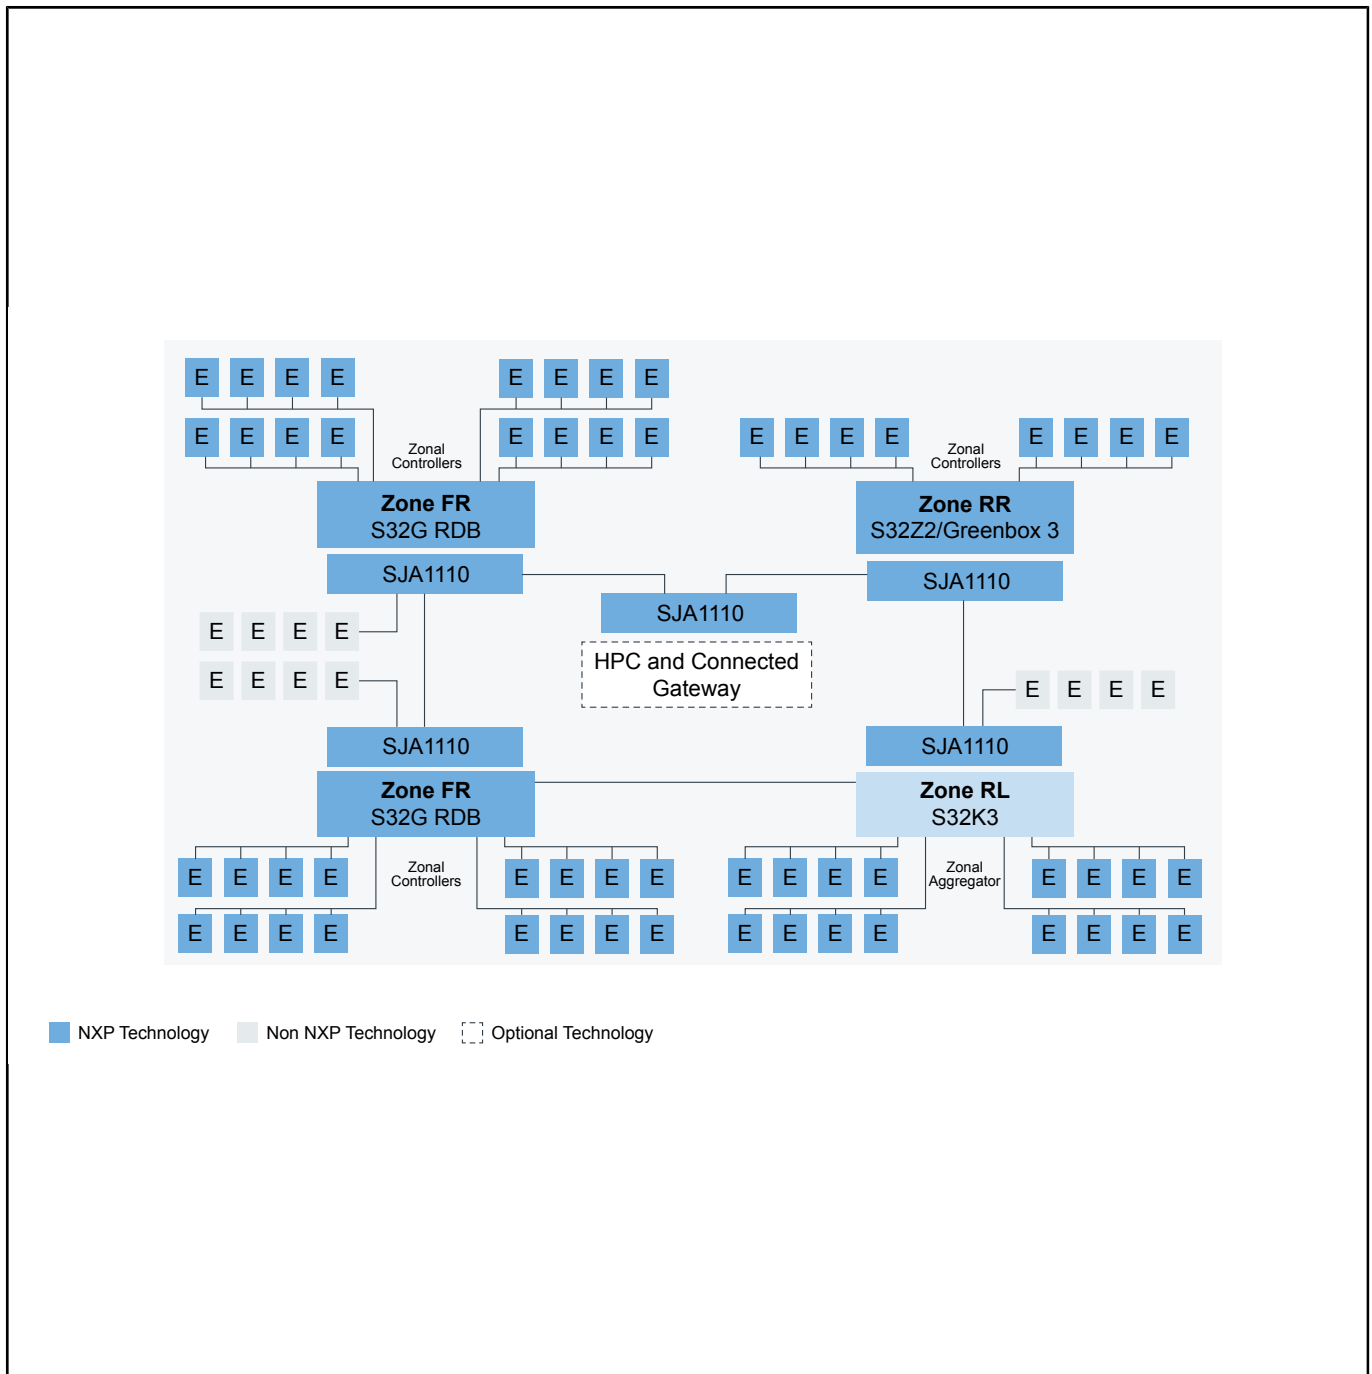 E E E E
E E E E
E E E E
E E E E
Zonal
Controllers
Zone FR
S32G RDB
SJA1110
E E E E
E E E E
Zonal
Controllers
Zone RR
S32Z2/Greenbox 3
SJA1110
SJA1110
HPC and Connected
Gateway
E E E E
E E E E
E E E E
SJA1110
Zone FR
S32G RDB
Zonal
Controllers
E E E E
E E E E
E E E E
E E E E
SJA1110
Zone RL
S32K3
Zonal
Aggregator
E E E E
E E E E
E E E E
E E E E
NXP Technology
Non NXP Technology
Optional Technology